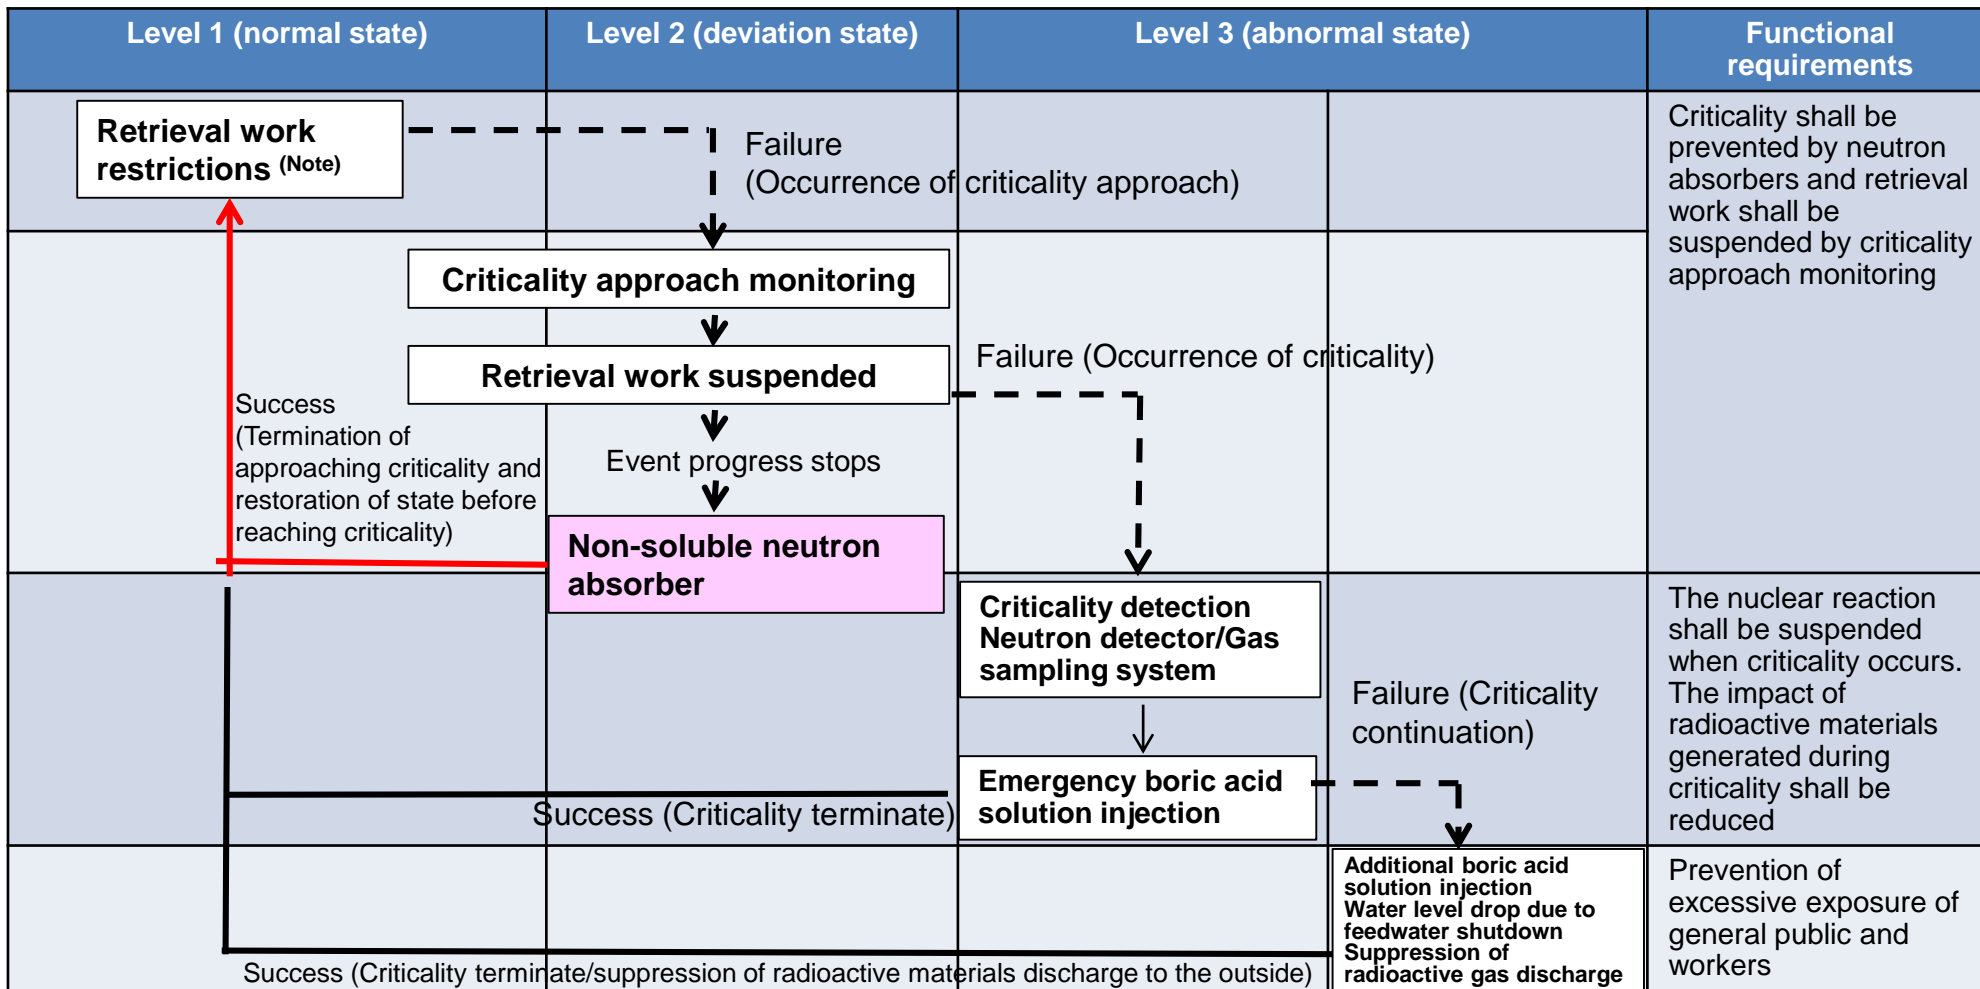 Level 1 (normal state)
Level 2 (deviation state)
Level 3 (abnormal state)
Functional
requirements
Retrieval work
restrictions (Note)
Failure
(Occurrence of criticality approach)
Criticality shall be
prevented by neutron
absorbers and retrieval
work shall be
suspended by criticality
approach monitoring
Criticality approach monitoring
Retrieval work suspended
Failure (Occurrence of criticality)
Success
(Termination of
approaching criticality and
restoration of state before
reaching criticality)
Event progress stops
Non-soluble neutron
absorber
Criticality detection
Neutron detector/Gas
sampling system
Failure (Criticality
continuation)
The nuclear reaction
shall be suspended
when criticality occurs.
The impact of
radioactive materials
generated during
criticality shall be
reduced
Emergency boric acid
solution injection
Success (Criticality terminate)
Additional boric acid
solution injection
Water level drop due to
feedwater shutdown
Suppression of
radioactive gas discharge
Prevention of
excessive exposure of
general public and
workers
Success (Criticality terminate/suppression of radioactive materials discharge to the outside)